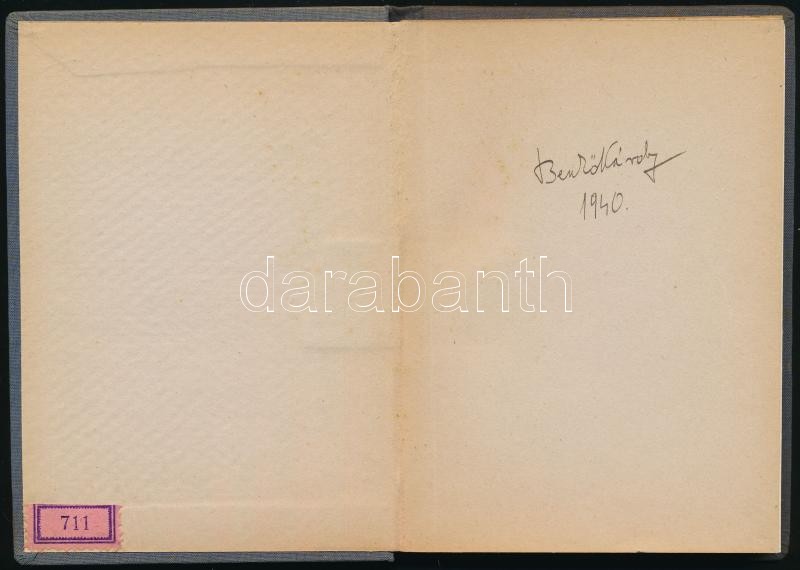 Benkő Károly
1940.
darabanth
711